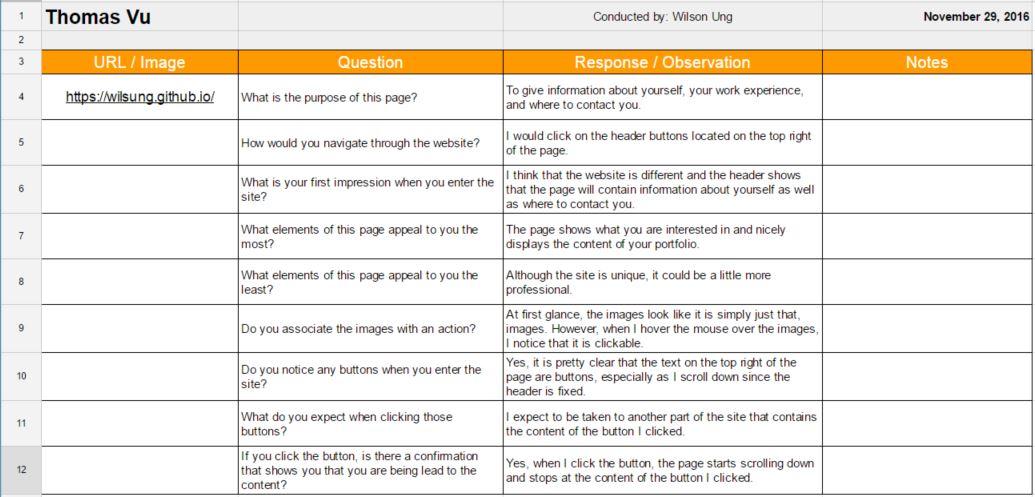 1 Thomas Vu Conducted by: Wilson Ung November 29, 2016
2
3 URL / Image Question Response / Observation Notes
4 https://wilsung.github.io/ What is the purpose of this page?
To give information about yourself, your work experience,
and where to contact you.
5 How would you navigate through the website?
I would click on the header buttons located on the top right
of the page.
6 What is your first impression when you enter the
site?
I think that the website is different and the header shows
that the page will contain information about yourself as well
as where to contact you.
7 What elements of this page appeal to you the
most?
The page shows what you are interested in and nicely
displays the content of your portfolio.
8 What elements of this page appeal to you the
least?
Although the site is unique, it could be a little more
professional.
9 Do you associate the images with an action?
At first glance, the images look like it is simply just that,
images. However, when I hover the mouse over the images,
I notice that it is clickable.
10 Do you notice any buttons when you enter the
site?
Yes, it is pretty clear that the text on the top right of the
page are buttons, especially as I scroll down since the
header is fixed.
11 What do you expect when clicking those
buttons?
I expect to be taken to another part of the site that contains
the content of the button I clicked.
12 If you click the button, is there a confirmation
that shows you that you are being lead to the
content?
Yes, when I click the button, the page starts scrolling down
and stops at the content of the button I clicked.